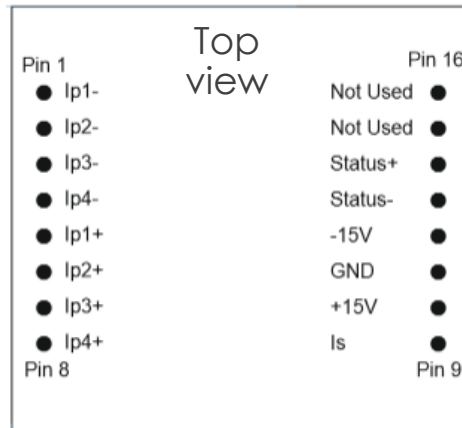 Top
view
Pin 1
Pin 16
Ip1-
Not Used
Ip2-
Not Used
Ip3-
Status+
Ip4-
Status-
Ip1+
-15V
Ip2+
GND
Ip3+
+15V
Ip4+
Is
Pin 8
Pin 9